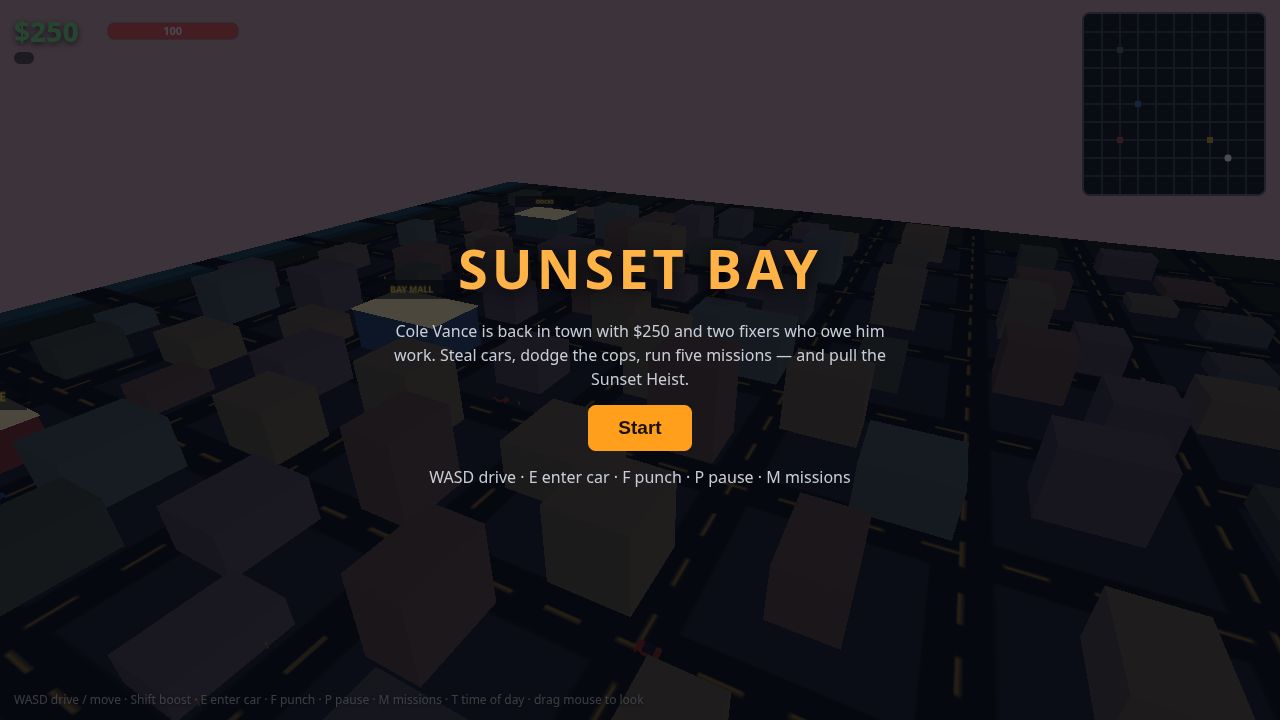 $250
100
DOCKS
BAY MALL
E
SUNSET BAY
Cole Vance is back in town with $250 and two fixers who owe him
work. Steal cars, dodge the cops, run five missions — and pull the
Sunset Heist.
Start
WASD drive · E enter car · F punch · P pause · M missions
WASD drive / move · Shift boost · E enter car · F punch · P pause · M missions · T time of day · drag mouse to look